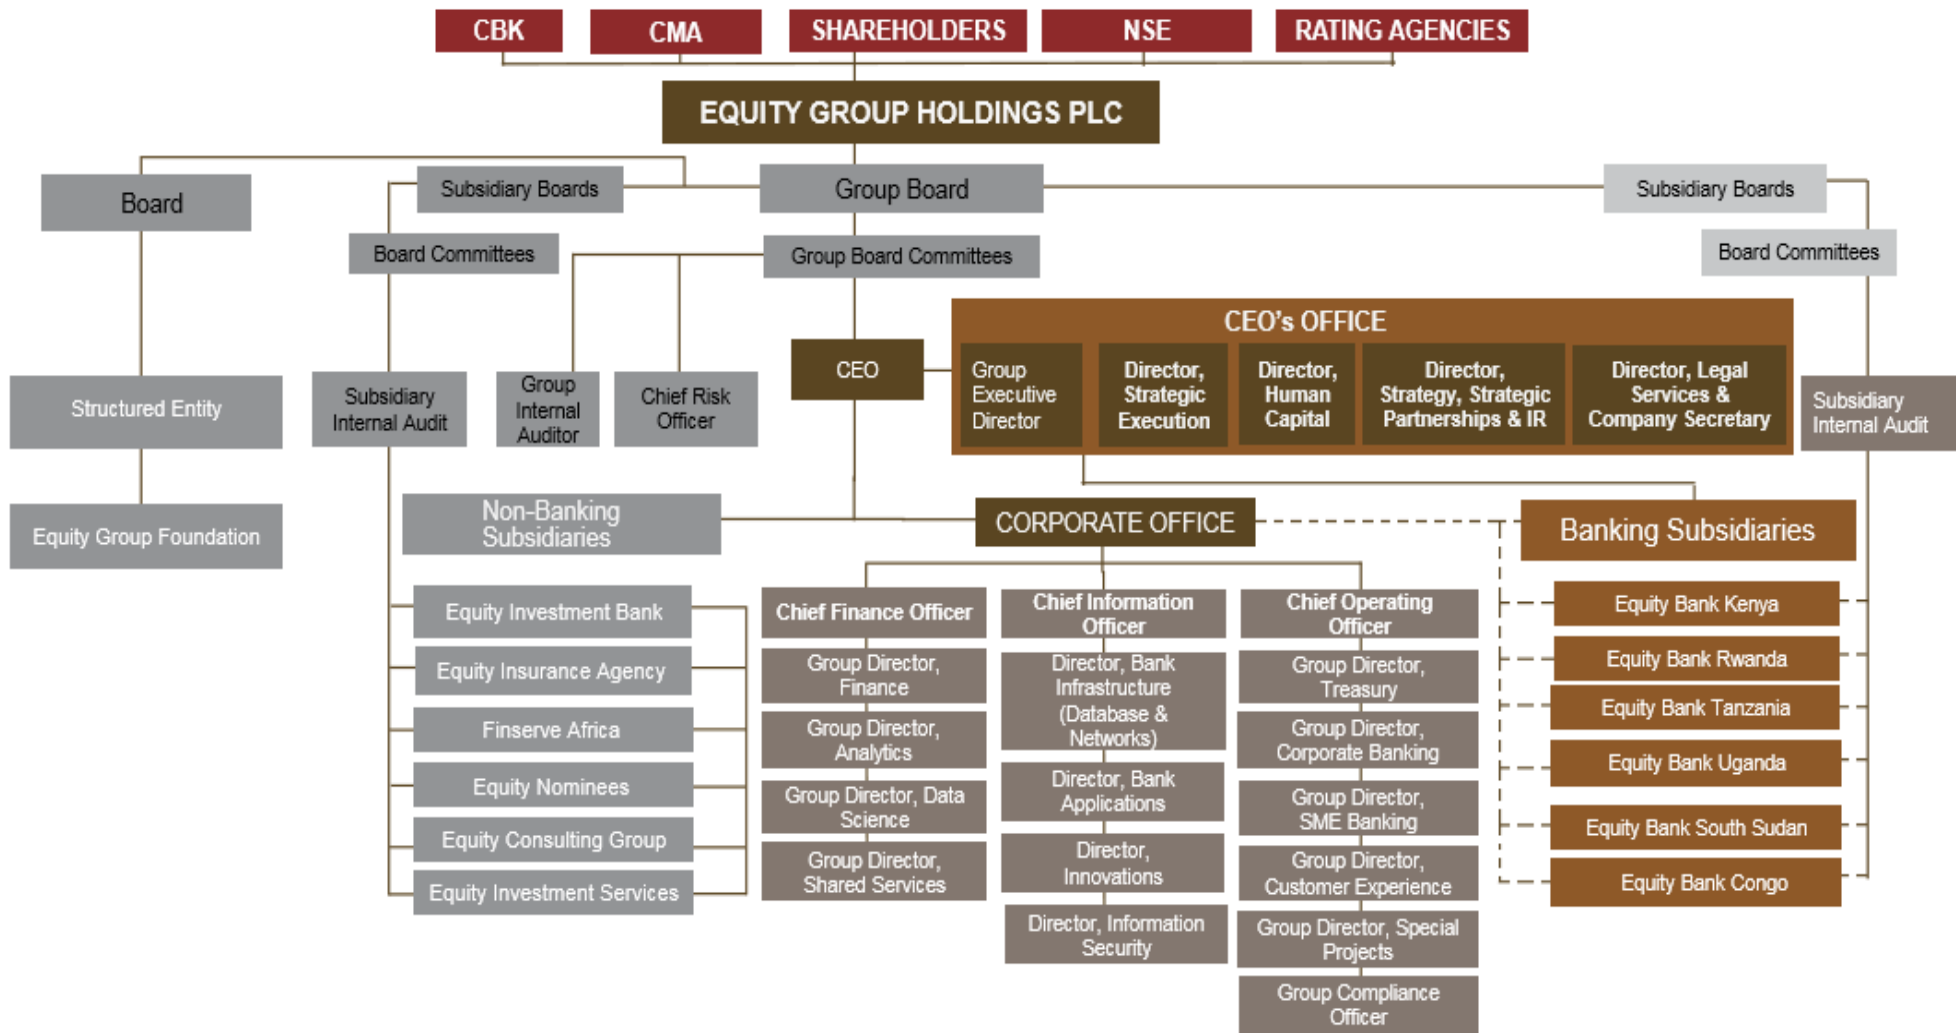 CBK
CMA
SHAREHOLDERS
NSE
RATING AGENCIES
EQUITY GROUP HOLDINGS PLC
Board
Subsidiary Boards
Group Board
Subsidiary Boards
Board Committees
Group Board Committees
Board Committees
CEO's OFFICE
CEO
Group
Executive
Director
Director,
Strategic
Execution
Director,
Human
Capital
Director,
Strategy, Strategic
Partnerships & IR
Director, Legal
Services &
Company Secretary
Structured Entity
Subsidiary
Internal Audit
Group
Internal
Auditor
Chief Risk
Officer
Subsidiary
Internal Audit
Equity Group Foundation
Non-Banking
Subsidiaries
CORPORATE OFFICE
Banking Subsidiaries
Equity Investment Bank
Equity Insurance Agency
Finserve Africa
Equity Nominees
Equity Consulting Group
Equity Investment Services
Chief Finance Officer
Group Director,
Finance
Group Director,
Analytics
Group Director, Data
Science
Group Director,
Shared Services
Chief Information
Officer
Director, Bank
Infrastructure
(Database &
Networks)
Director, Bank
Applications
Director,
Innovations
Director, Information
Security
Chief Operating
Officer
Group Director,
Treasury
Group Director,
Corporate Banking
Group Director,
SME Banking
Group Director,
Customer Experience
Group Director, Special
Projects
Group Compliance
Officer
Equity Bank Kenya
Equity Bank Rwanda
Equity Bank Tanzania
Equity Bank Uganda
Equity Bank South Sudan
Equity Bank Congo